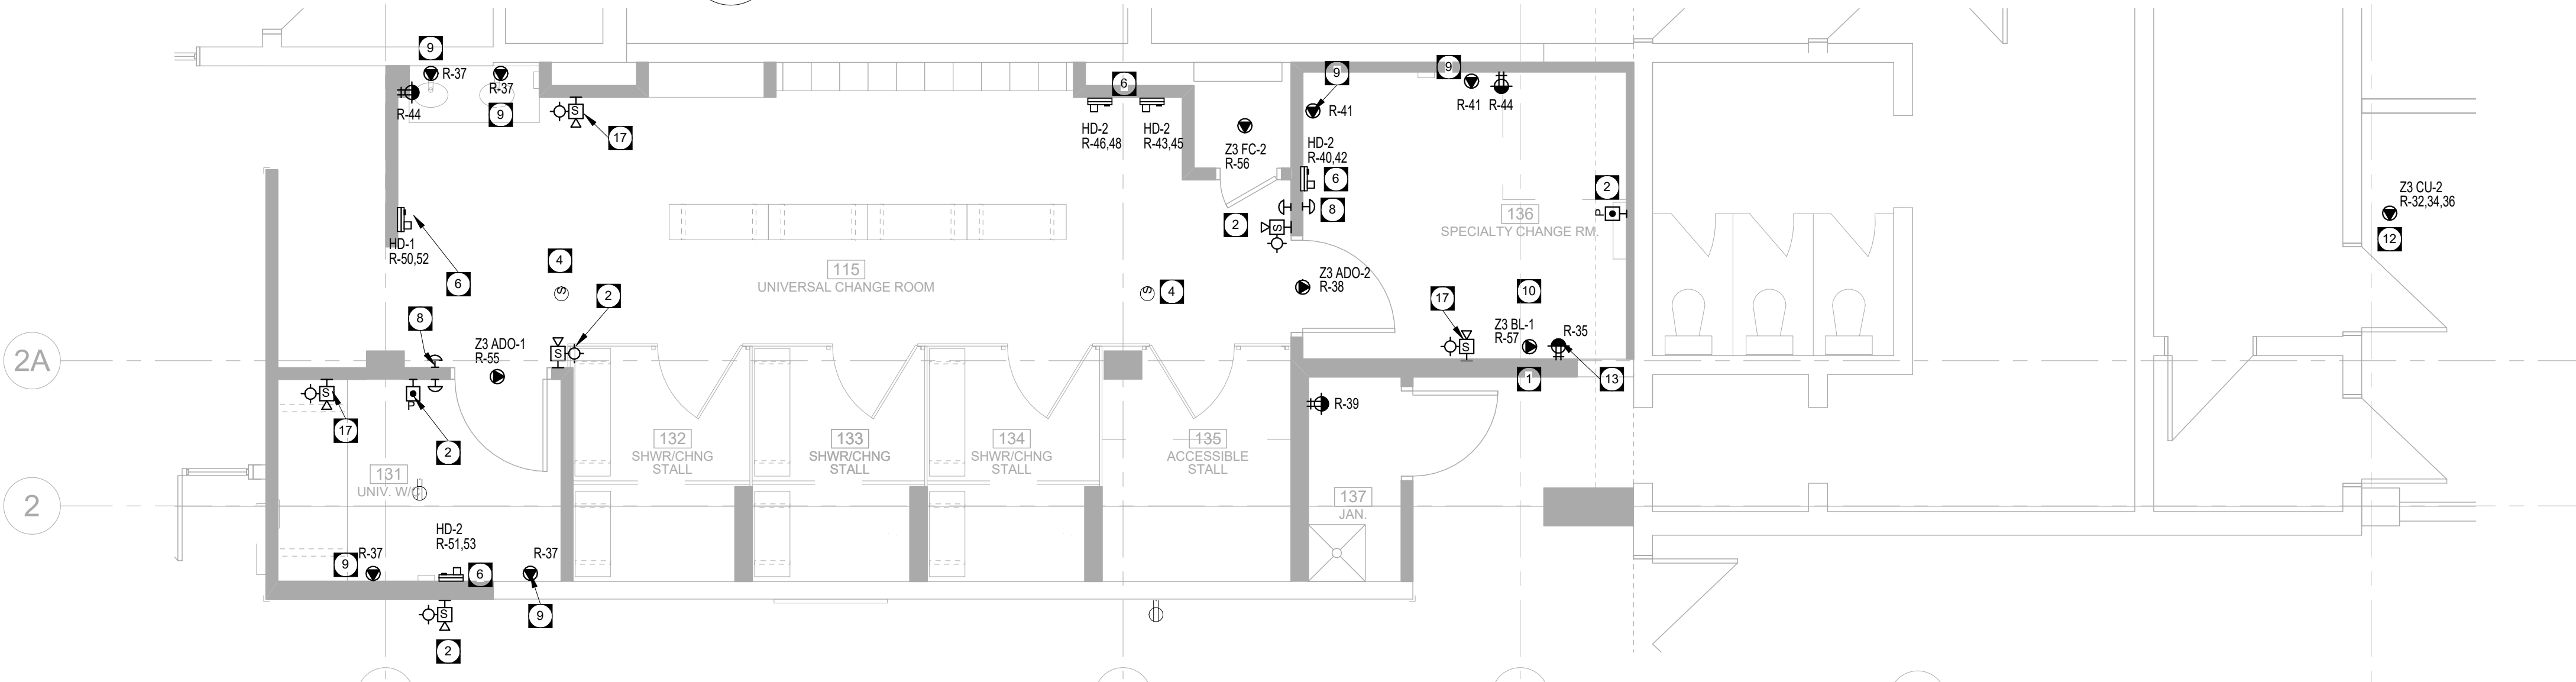 9
R-37
R-37
R-44
9
S
17
6
HD-2
R-46,48
HD-2
R-43,45
Z3 FC-2
R-56
9
R-41
9
R-41
R-44
HD-2
R-40,42
6
2
8
2
S
P
136
SPECIALTY CHANGE RM.
Z3 CU-2
R-32,34,36
12
HD-1
R-50,52
6
4
S
2
115
UNIVERSAL CHANGE ROOM
S
4
Z3 ADO-2
R-38
17
10
8
Z3 ADO-1
R-55
S
S
Z3 BL-1
R-57
R-35
2A
1
13
S
P
17
2
R-39
131
UNIV. W/C
132
SHWR/CHNG
STALL
133
SHWR/CHNG
STALL
134
SHWR/CHNG
STALL
135
ACCESSIBLE
STALL
137
JAN.
2
HD-2
R-51,53
R-37
9
6
R-37
9
S
2